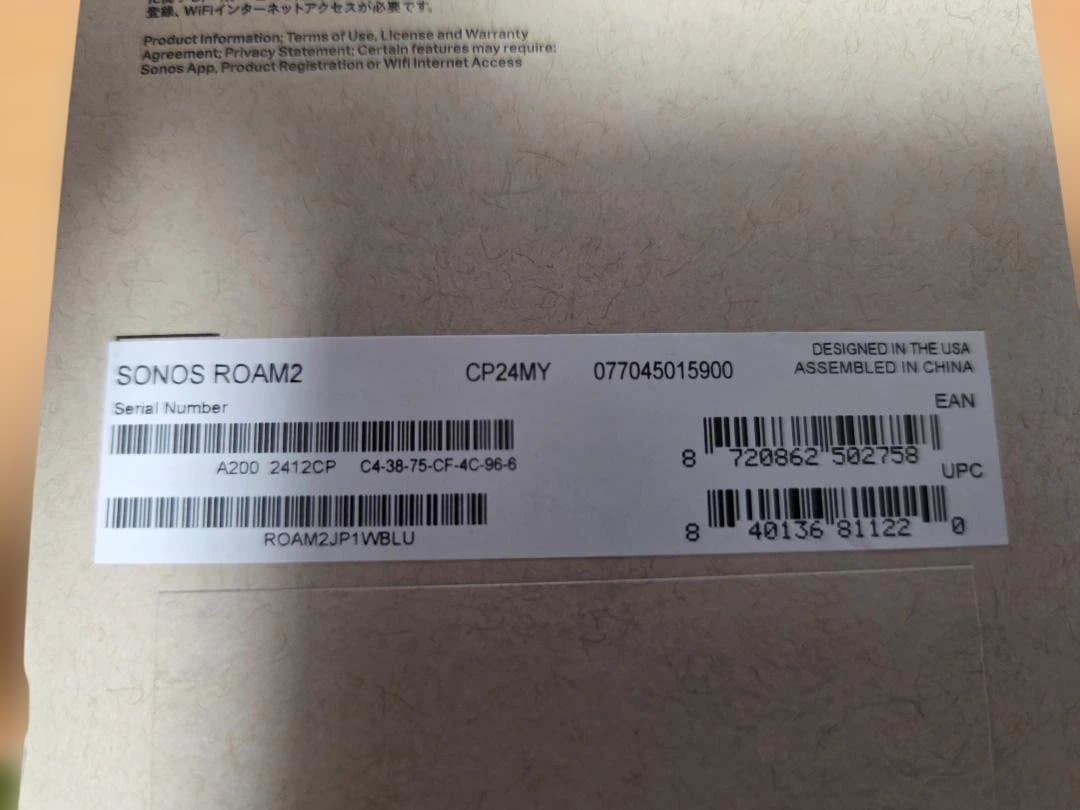 登録、WiFiインターネットアクセスが必要です。
Product Information; Terms of Use, License and Warranty
Agreement; Privacy Statement; Certain features may require:
Sonos App, Product Registration or Wifi Internet Access
SONOS ROAM2 CP24MY 077045015900
DESIGNED IN THE USA
ASSEMBLED IN CHINA
Serial Number
EAN
A200 2412CP C4-38-75-CF-4C-96-6
8 720862 502758
UPC
ROAM2JP1WBLU
8 40136 81122 0